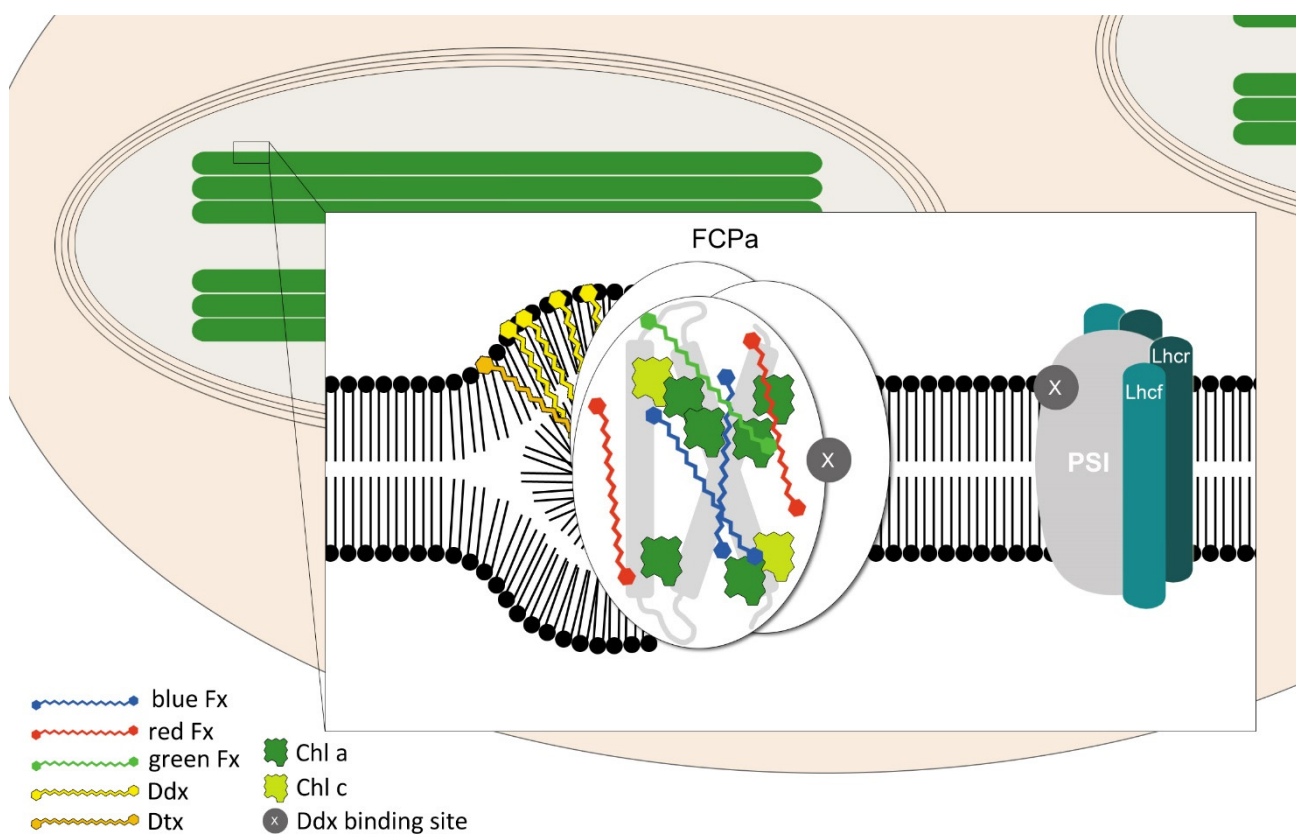 FCPa
X
X
Lhcr
Lhcf
PSI
blue Fx
red Fx
green Fx
Ddx
Dtx
Chl a
Chl c
X Ddx binding site